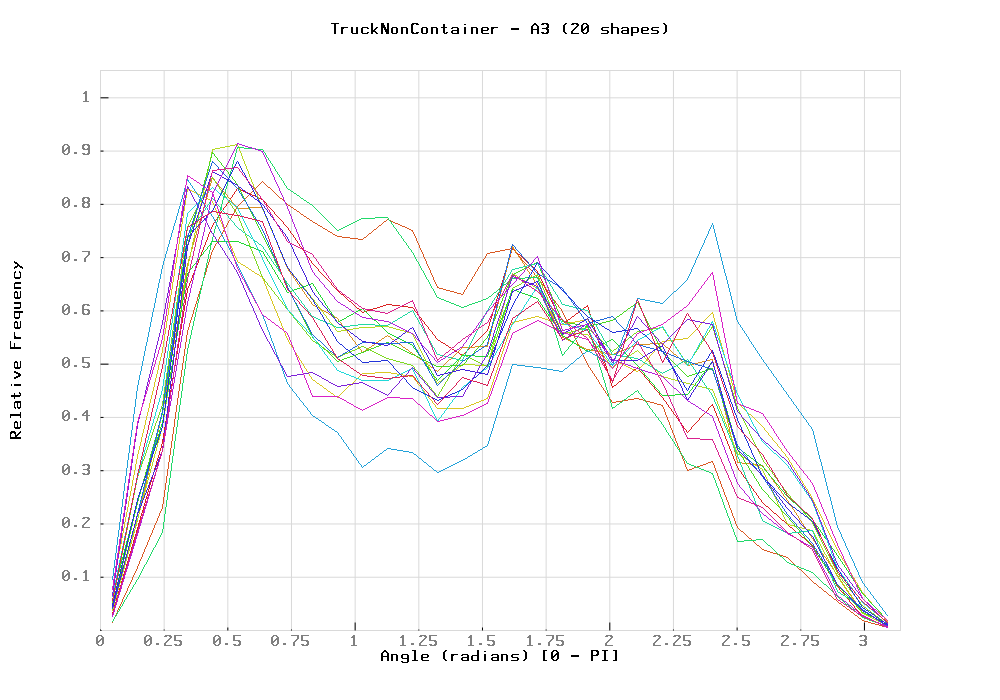 TruckNonContainer - A3 (20 shapes)
Relative Frequency
1
0.9
0.8
0.7
0.6
0.5
0.4
0.3
0.2
0.1
0 0.25 0.5 0.75 1 1.25 1.5 1.75 2 2.25 2.5 2.75 3
Angle (radians) [0 - PI]